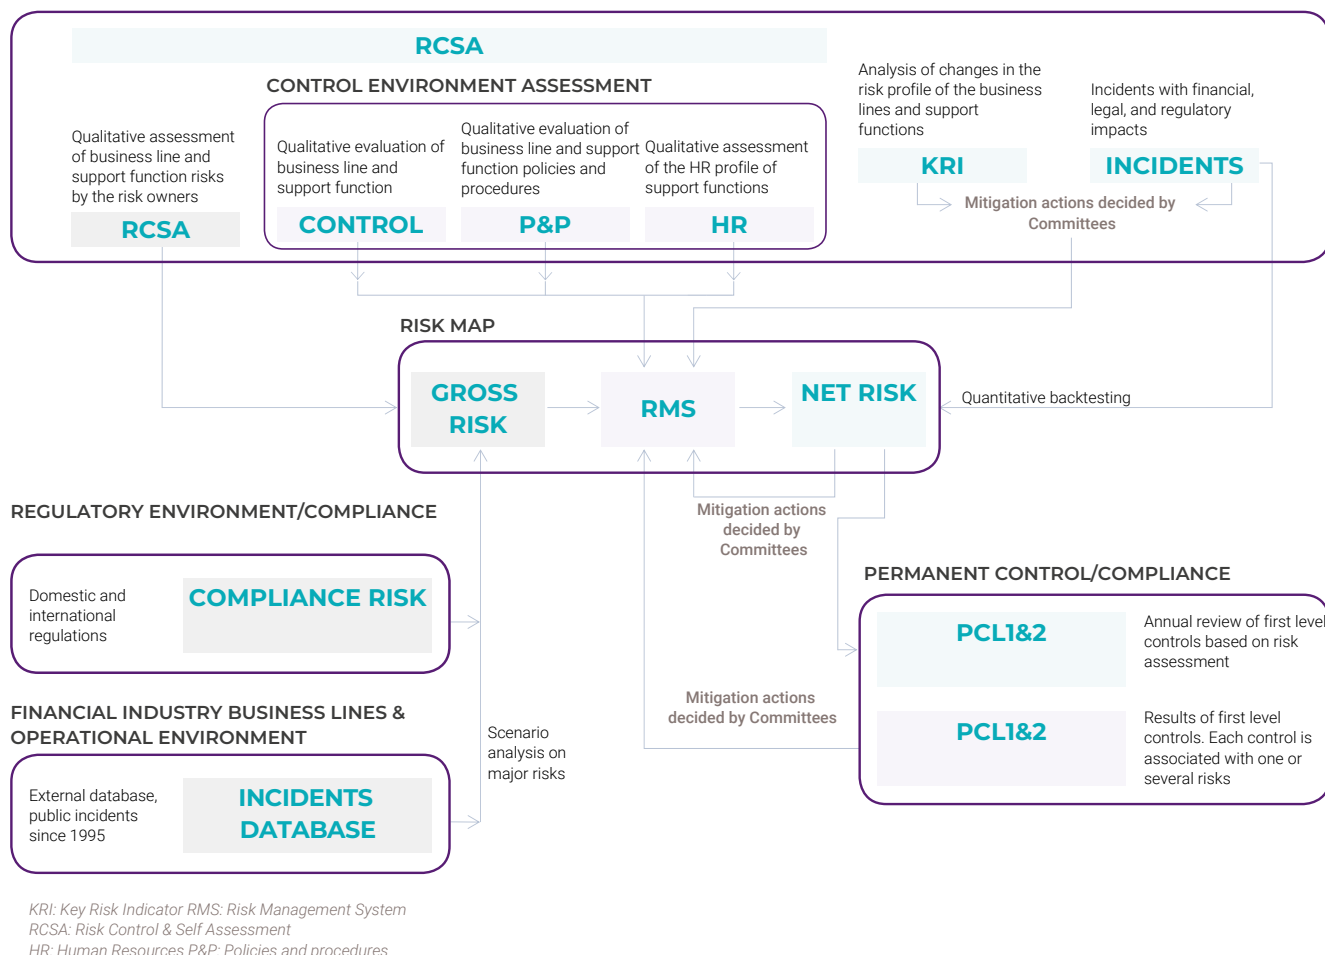 RCSA
CONTROL ENVIRONMENT ASSESSMENT
Qualitative assessment
of business line and
support function risks
by the risk owners
RCSA
Qualitative evaluation of
business line and
support function
CONTROL
Qualitative evaluation of
business line and support
function policies and
procedures
P&P
Qualitative assessment
of the HR profile of
support functions
HR
Analysis of changes in the
risk profile of the business
lines and support
functions
KRI
Incidents with financial,
legal, and regulatory
impacts
INCIDENTS
Mitigation actions decided by
Committees
RISK MAP
GROSS
RISK
RMS
NET RISK
Quantitative backtesting
Mitigation actions
decided by
Committees
REGULATORY ENVIRONMENT/COMPLIANCE
Domestic and
international
regulations
COMPLIANCE RISK
FINANCIAL INDUSTRY BUSINESS LINES &
OPERATIONAL ENVIRONMENT
External database,
public incidents
since 1995
INCIDENTS
DATABASE
Scenario
analysis on
major risks
Mitigation actions
decided by Committees
PERMANENT CONTROL/COMPLIANCE
PCL1&2
Annual review of first level
controls based on risk
assessment
PCL1&2
Results of first level
controls. Each control is
associated with one or
several risks
KRI: Key Risk Indicator RMS: Risk Management System
RCSA: Risk Control & Self Assessment
HR: Human Resources P&P: Policies and procedures